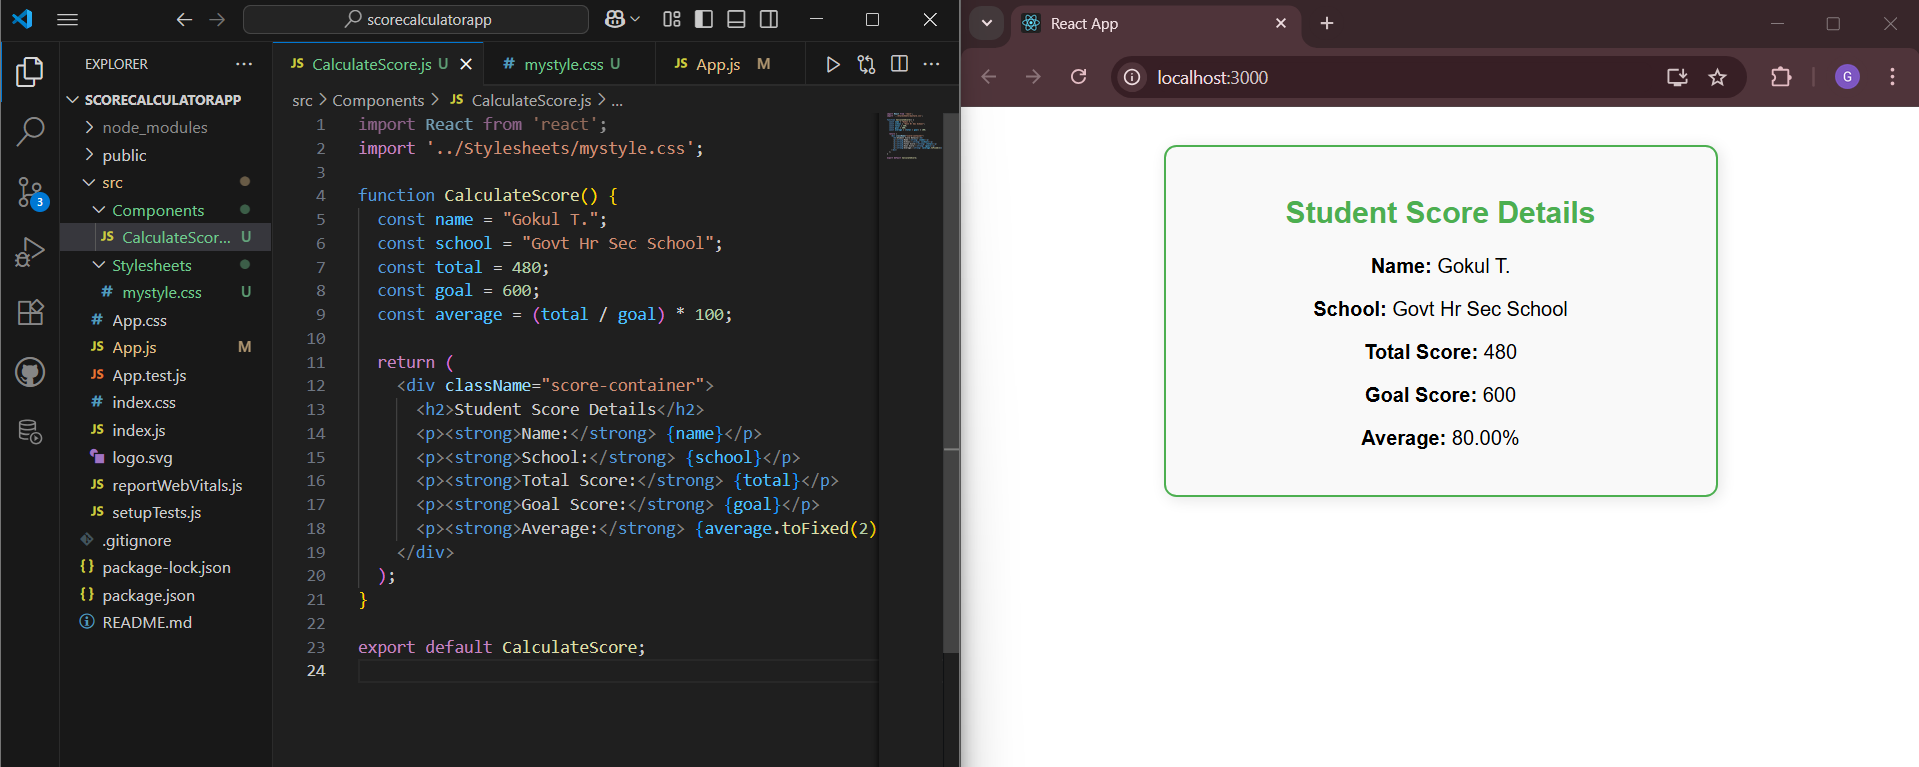 scorecalculatorapp
EXPLORER
SCORECALCULATORAPP
node_modules
public
src
Components
JS CalculateScor... U
Stylesheets
# mystyle.css U
# App.css
JS App.js M
JS App.test.js
# index.css
JS index.js
logo.svg
JS reportWebVitals.js
JS setupTests.js
.gitignore
{} package-lock.json
{} package.json
README.md
3
JS CalculateScore.js U
# mystyle.css U
JS App.js M
src > Components > JS CalculateScore.js > ...
1 import React from 'react';
2 import '../Stylesheets/mystyle.css';
3
4 function CalculateScore() {
5 const name = "Gokul T.";
6 const school = "Govt Hr Sec School";
7 const total = 480;
8 const goal = 600;
9 const average = (total / goal) * 100;
10
11 return (
12 <div className="score-container">
13 <h2>Student Score Details</h2>
14 <p><strong>Name:</strong> {name}</p>
15 <p><strong>School:</strong> {school}</p>
16 <p><strong>Total Score:</strong> {total}</p>
17 <p><strong>Goal Score:</strong> {goal}</p>
18 <p><strong>Average:</strong> {average.toFixed(2)
19 </div>
20 );
21 }
22
23 export default CalculateScore;
24
React App
localhost:3000
G
Student Score Details
Name: Gokul T.
School: Govt Hr Sec School
Total Score: 480
Goal Score: 600
Average: 80.00%